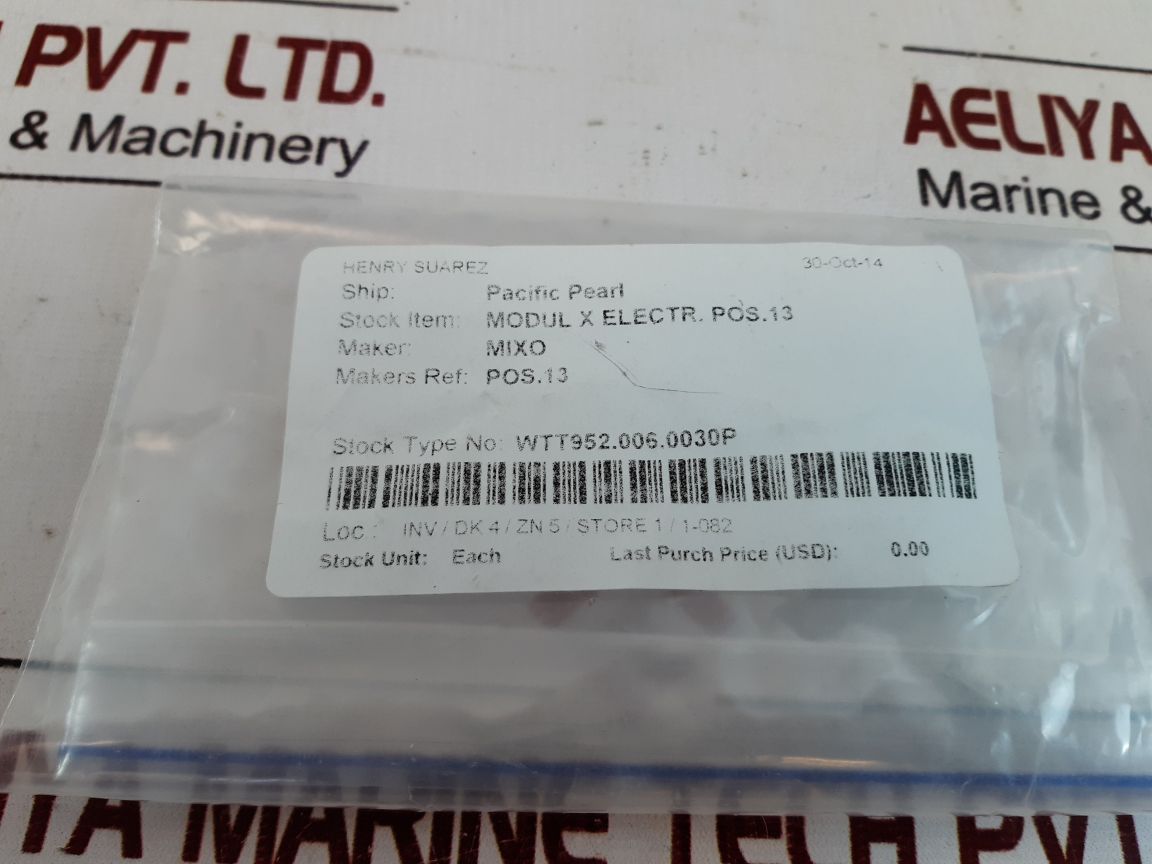 PVT. LTD.
& Machinery
AELIYA
Marine &
HENRY SUAREZ 30-Oct-14
Ship: Pacific Pearl
Stock Item: MODUL X ELECTR. POS.13
Maker: MIXO
Makers Ref: POS.13
Stock Type No: WTT952.006.0030P
Loc : INV / DK 4 / ZN 5 / STORE 1 / 1-082
Stock Unit: Each Last Purch Price (USD): 0.00
MARINE TECH PVT